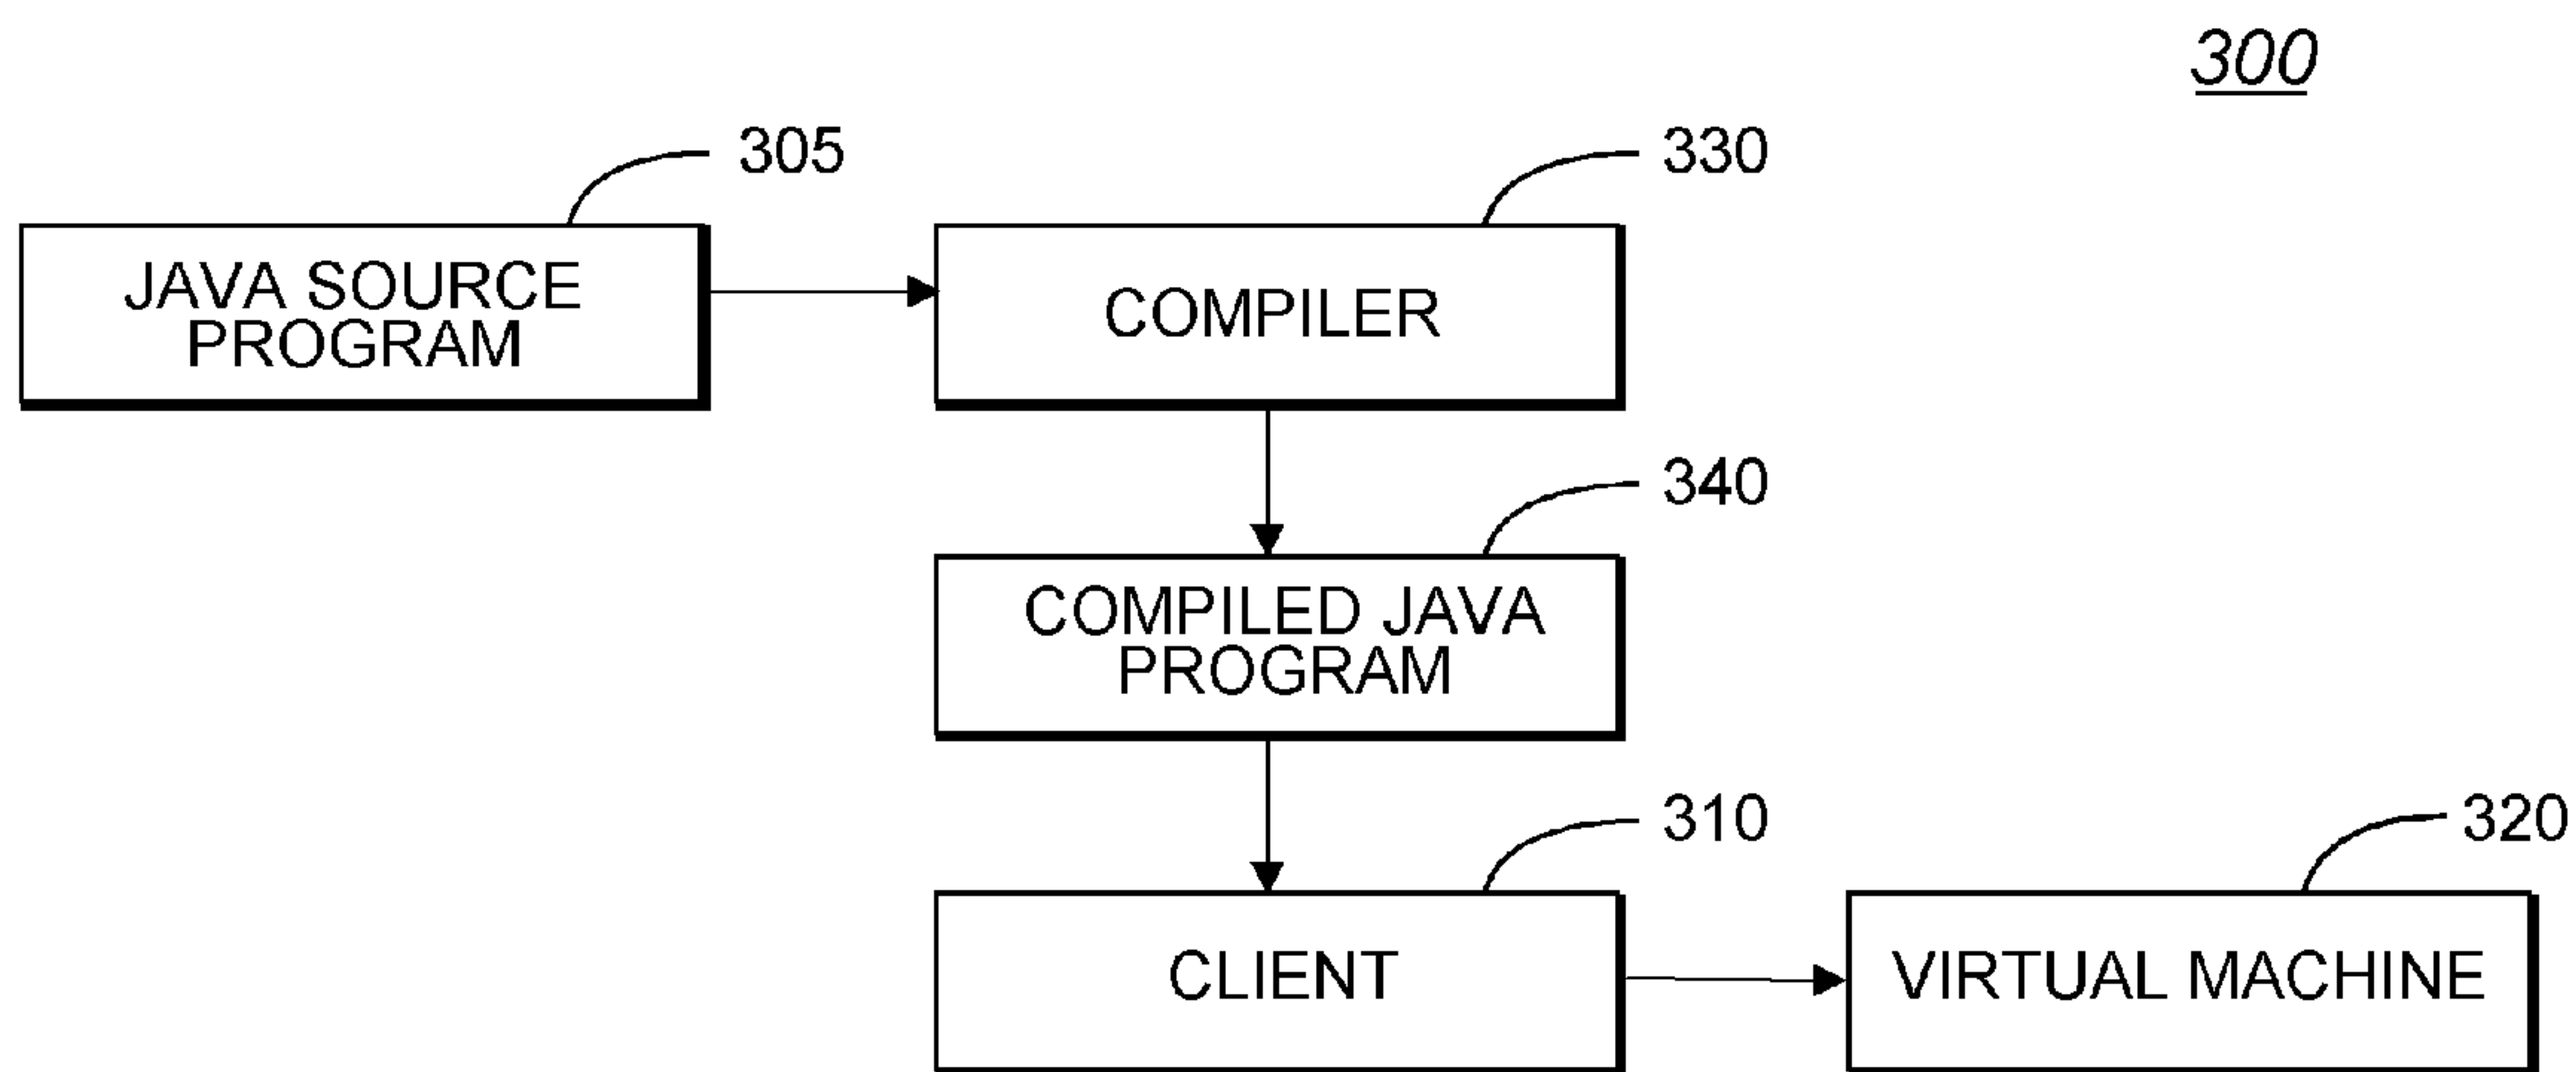 300
305
330
JAVA SOURCE
PROGRAM
COMPILER
340
COMPILED JAVA
PROGRAM
310
320
CLIENT
VIRTUAL MACHINE